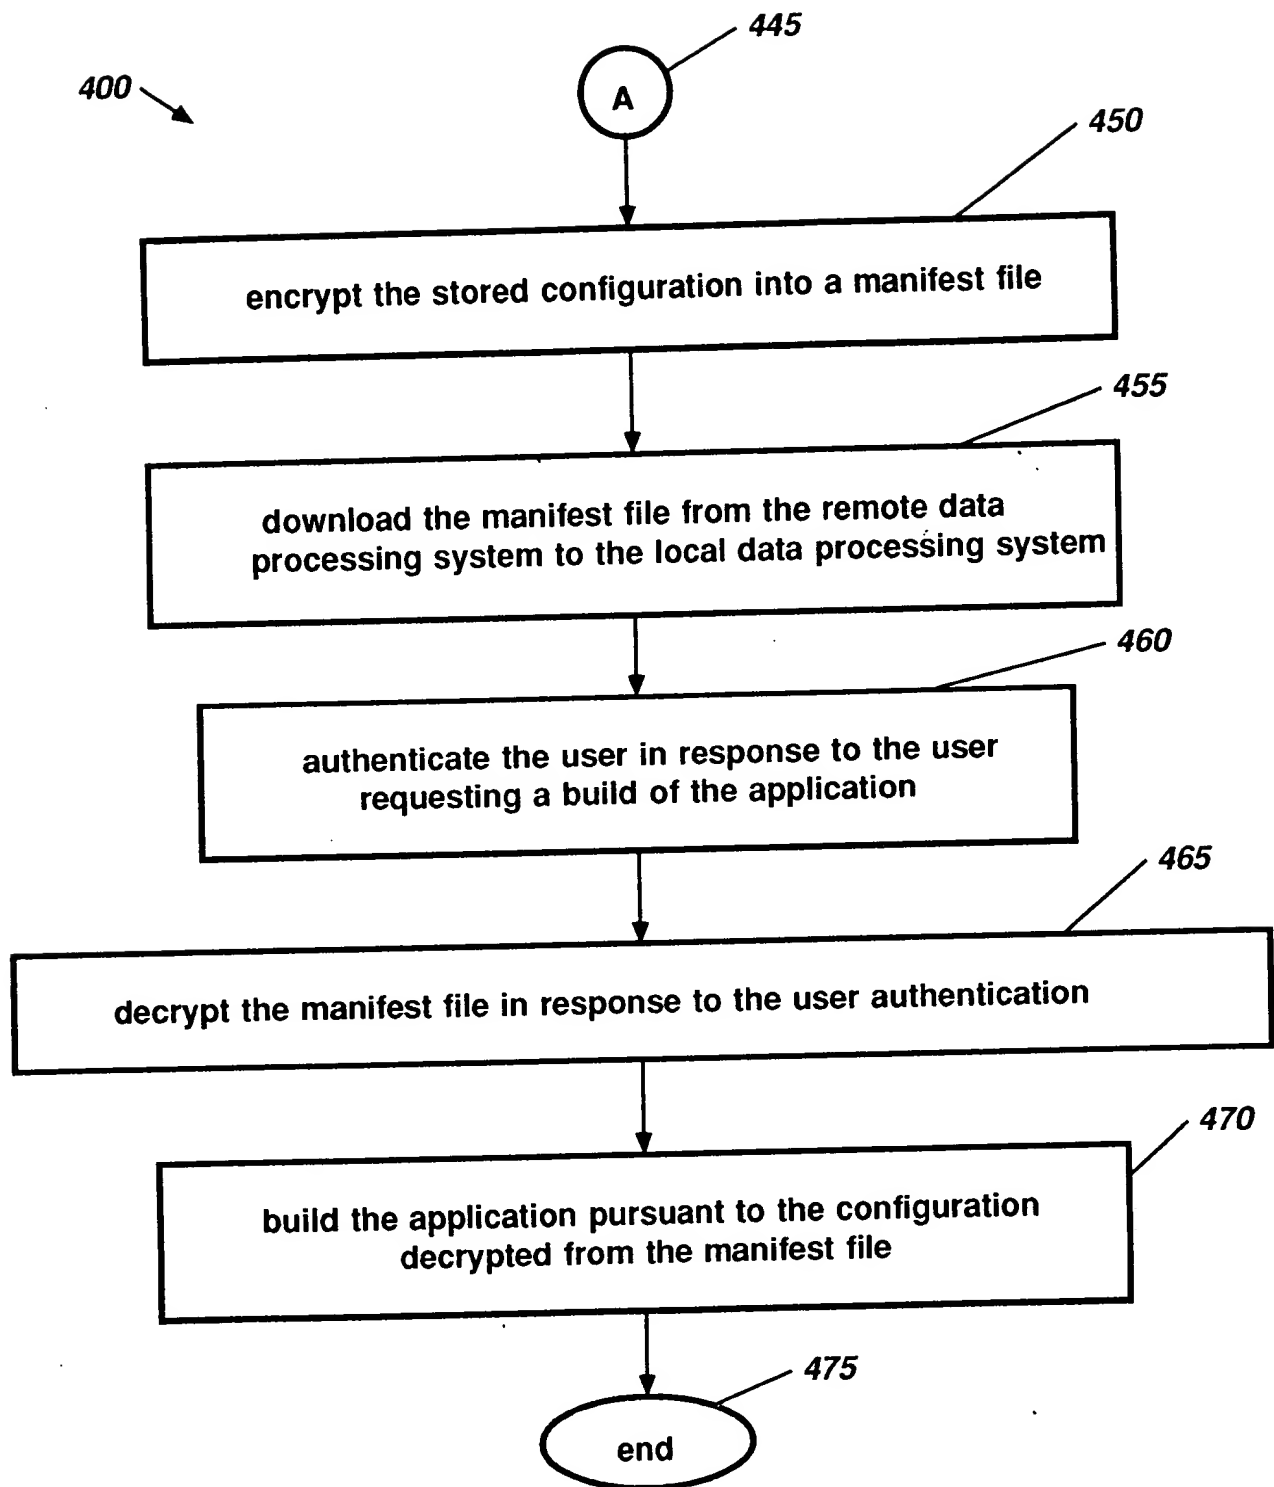 445
400
A
450
encrypt the stored configuration into a manifest file
455
download the manifest file from the remote data
processing system to the local data processing system
460
authenticate the user in response to the user
requesting a build of the application
465
decrypt the manifest file in response to the user authentication
470
build the application pursuant to the configuration
decrypted from the manifest file
475
end